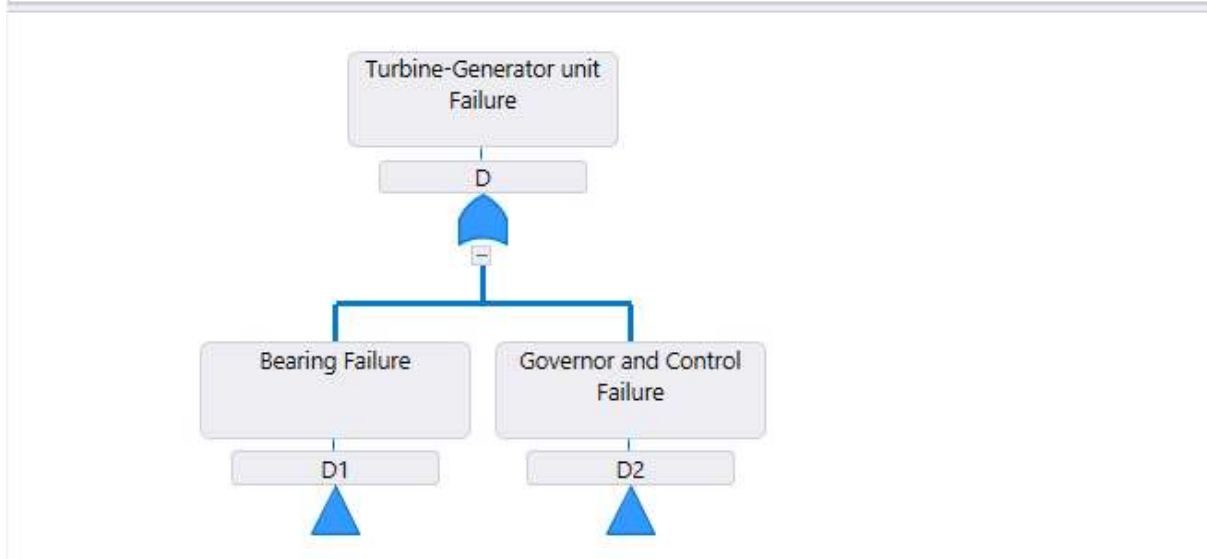 Turbine-Generator unit
Failure
D
Bearing Failure
Governor and Control
Failure
D1
D2